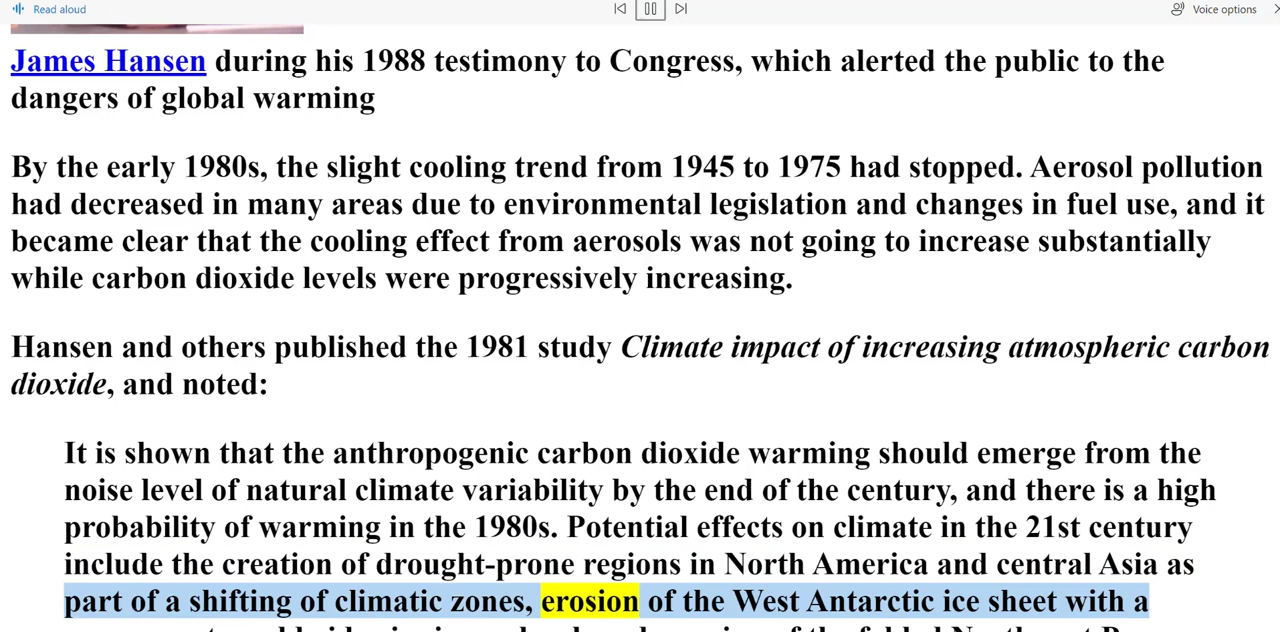 Read aloud
Voice options
James Hansen during his 1988 testimony to Congress, which alerted the public to the
dangers of global warming
By the early 1980s, the slight cooling trend from 1945 to 1975 had stopped. Aerosol pollution
had decreased in many areas due to environmental legislation and changes in fuel use, and it
became clear that the cooling effect from aerosols was not going to increase substantially
while carbon dioxide levels were progressively increasing.
Hansen and others published the 1981 study Climate impact of increasing atmospheric carbon
dioxide, and noted:
It is shown that the anthropogenic carbon dioxide warming should emerge from the
noise level of natural climate variability by the end of the century, and there is a high
probability of warming in the 1980s. Potential effects on climate in the 21st century
include the creation of drought-prone regions in North America and central Asia as
part of a shifting of climatic zones, erosion of the West Antarctic ice sheet with a